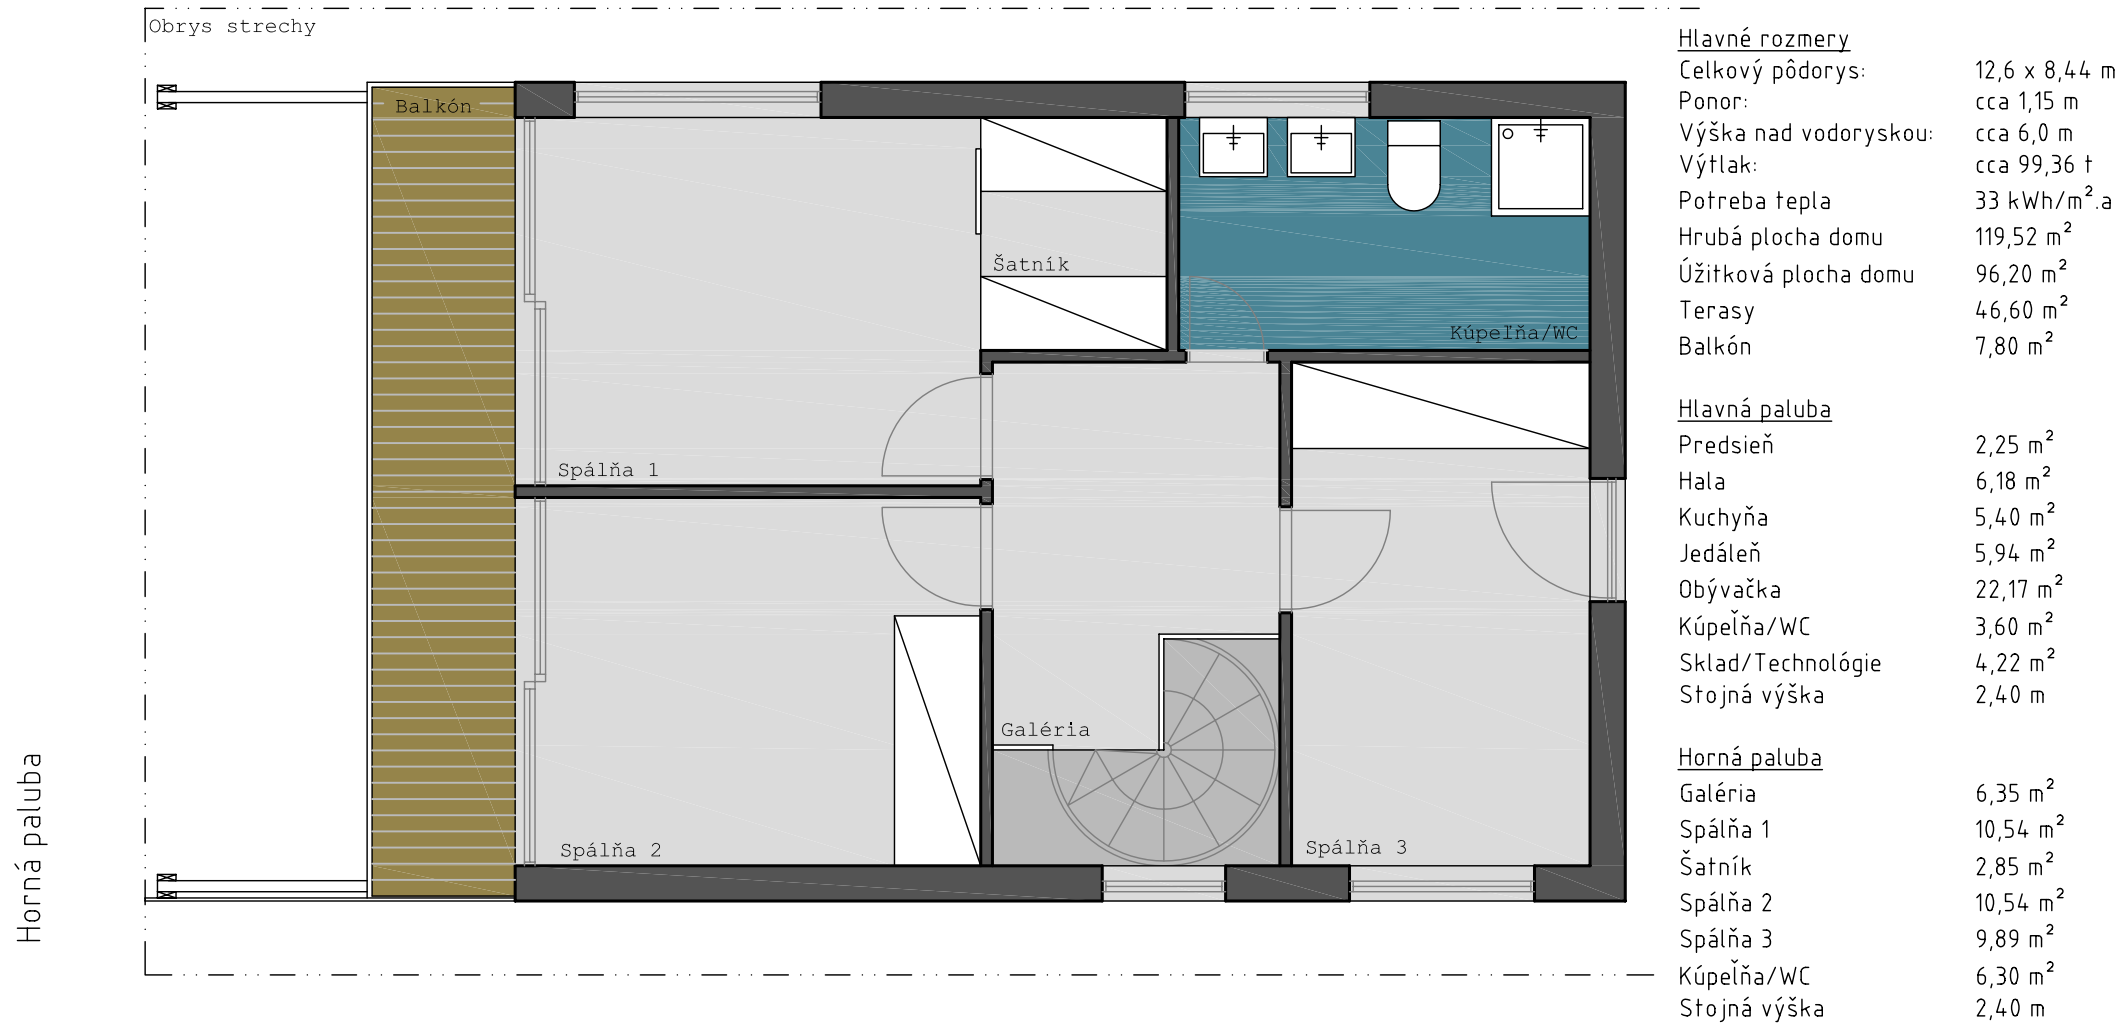 Obrys strechy
Balkón
Šatník
Kúpeľňa/WC
Spálňa 1
Galéria
Spálňa 2
Spálňa 3
Horná paluba
Hlavné rozmery
Celkový pôdorys: 12,6 x 8,44 m
Ponor: cca 1,15 m
Výška nad vodoryskou: cca 6,0 m
Výtlak: cca 99,36 t
Potreba tepla 33 kWh/m².a
Hrubá plocha domu 119,52 m²
Úžitková plocha domu 96,20 m²
Terasy 46,60 m²
Balkón 7,80 m²
Hlavná paluba
Predsieň 2,25 m²
Hala 6,18 m²
Kuchyňa 5,40 m²
Jedáleň 5,94 m²
Obývačka 22,17 m²
Kúpeľňa/WC 3,60 m²
Sklad/Technológie 4,22 m²
Stojná výška 2,40 m
Horná paluba
Galéria 6,35 m²
Spálňa 1 10,54 m²
Šatník 2,85 m²
Spálňa 2 10,54 m²
Spálňa 3 9,89 m²
Kúpeľňa/WC 6,30 m²
Stojná výška 2,40 m